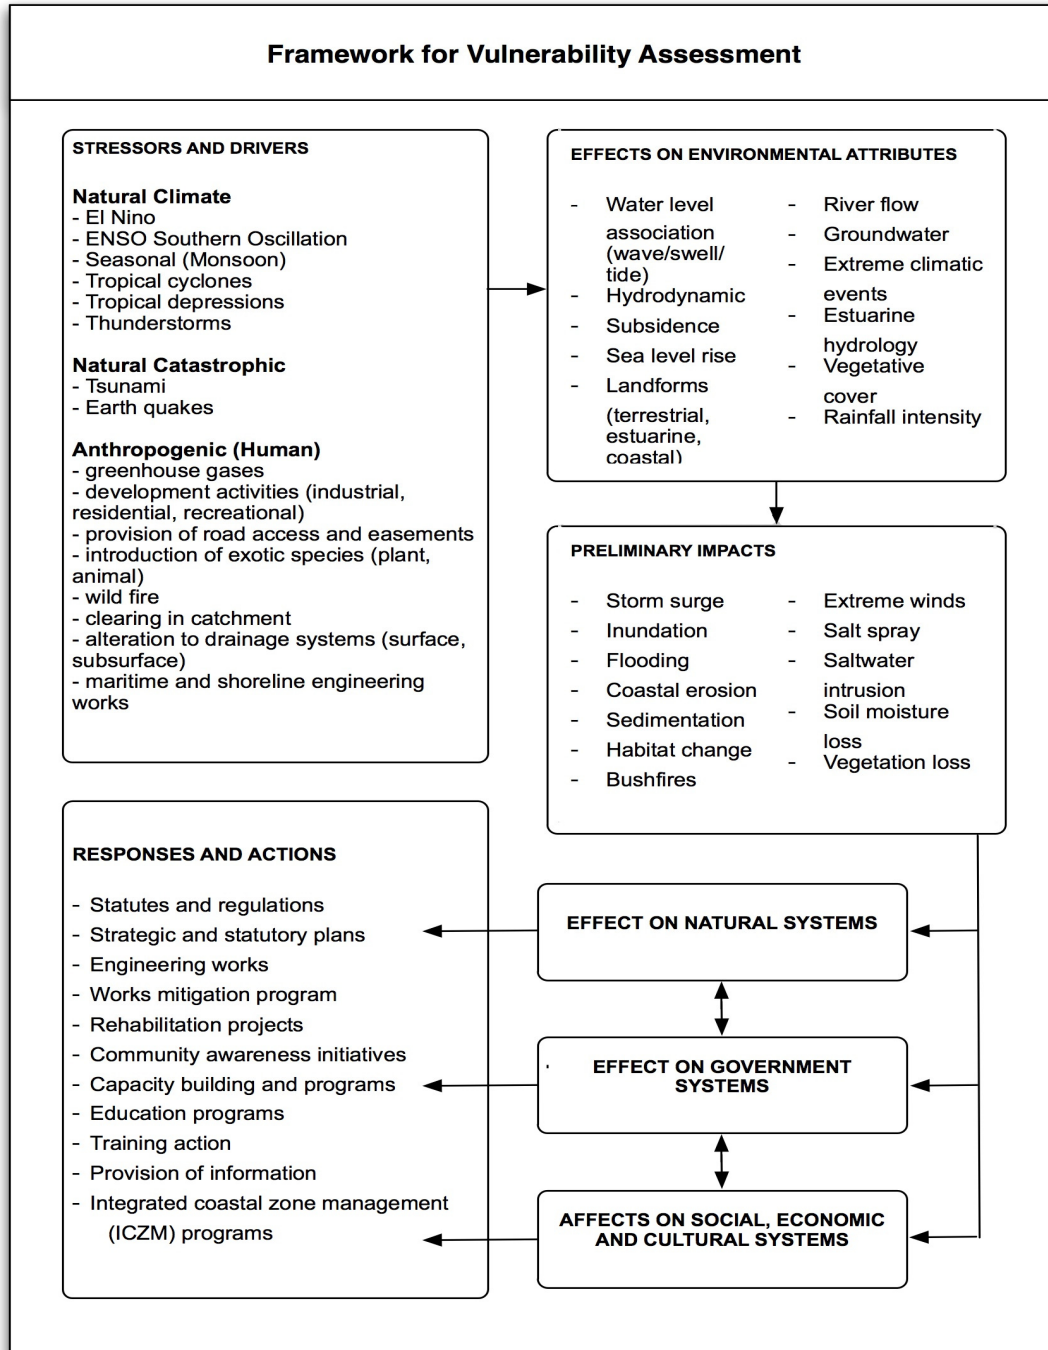 Framework for Vulnerability Assessment
STRESSORS AND DRIVERS
Natural Climate
- El Nino
- ENSO Southern Oscillation
- Seasonal (Monsoon)
- Tropical cyclones
- Tropical depressions
- Thunderstorms
Natural Catastrophic
- Tsunami
- Earth quakes
Anthropogenic (Human)
- greenhouse gases
- development activities (industrial,
residential, recreational)
- provision of road access and easements
- introduction of exotic species (plant,
animal)
- wild fire
- clearing in catchment
- alteration to drainage systems (surface,
subsurface)
- maritime and shoreline engineering
works
EFFECTS ON ENVIRONMENTAL ATTRIBUTES
- Water level
association
(wave/swell/
tide)
- Hydrodynamic
- Subsidence
- Sea level rise
- Landforms
(terrestrial,
estuarine,
coastal)
- River flow
- Groundwater
- Extreme climatic
events
- Estuarine
hydrology
- Vegetative
cover
- Rainfall intensity
PRELIMINARY IMPACTS
- Storm surge
- Inundation
- Flooding
- Coastal erosion
- Sedimentation
- Habitat change
- Bushfires
- Extreme winds
- Salt spray
- Saltwater
intrusion
- Soil moisture
loss
- Vegetation loss
RESPONSES AND ACTIONS
- Statutes and regulations
- Strategic and statutory plans
- Engineering works
- Works mitigation program
- Rehabilitation projects
- Community awareness initiatives
- Capacity building and programs
- Education programs
- Training action
- Provision of information
- Integrated coastal zone management
(ICZM) programs
EFFECT ON NATURAL SYSTEMS
EFFECT ON GOVERNMENT
SYSTEMS
AFFECTS ON SOCIAL, ECONOMIC
AND CULTURAL SYSTEMS